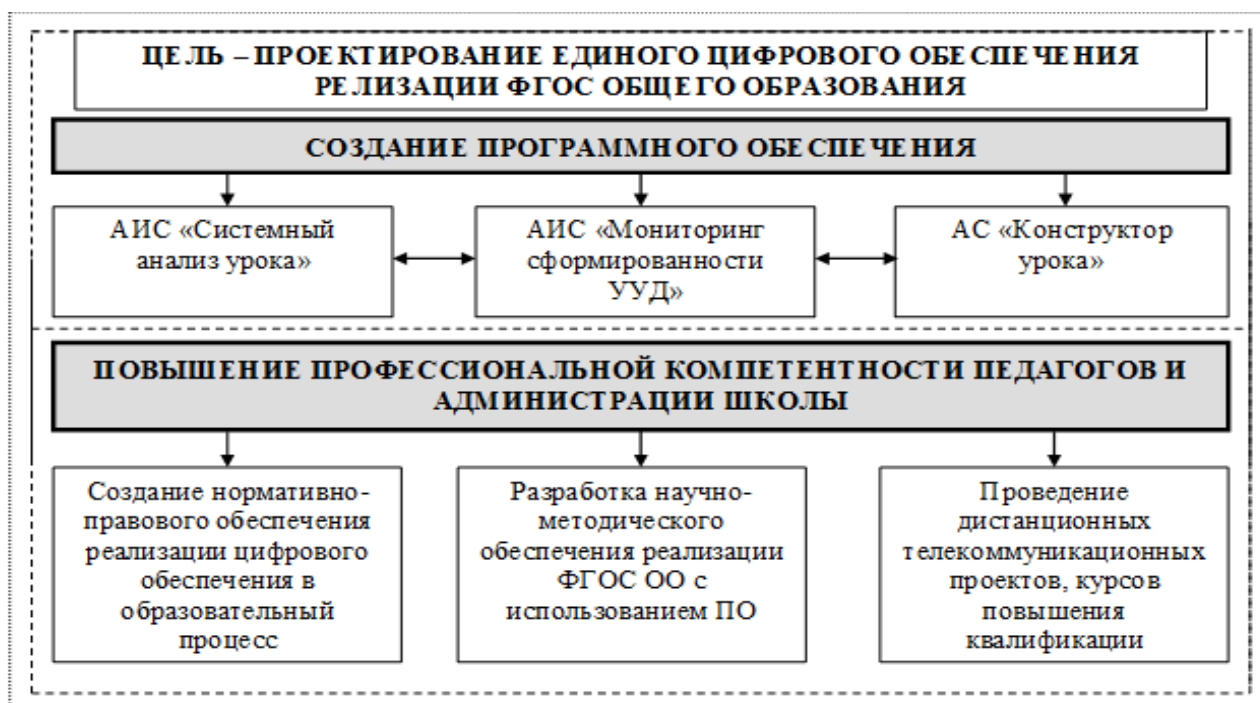 ЦЕЛЬ – ПРОЕКТИРОВАНИЕ ЕДИНОГО ЦИФРОВОГО ОБЕСПЕЧЕНИЯ
РЕЛИЗАЦИИ ФГОС ОБЩЕГО ОБРАЗОВАНИЯ
СОЗДАНИЕ ПРОГРАММНОГО ОБЕСПЕЧЕНИЯ
АИС «Системный
анализ урока»
АИС «Мониторинг
сформированности
УУД»
АС «Конструктор
урока»
ПОВЫШЕНИЕ ПРОФЕССИОНАЛЬНОЙ КОМПЕТЕНТНОСТИ ПЕДАГОГОВ И
АДМИНИСТРАЦИИ ШКОЛЫ
Создание нормативно-
правового обеспечения
реализации цифрового
обеспечения в
образовательный
процесс
Разработка научно-
методического
обеспечения реализации
ФГОС ОО с
использованием ПО
Проведение
дистанционных
телекоммуникационных
проектов, курсов
повышения
квалификации